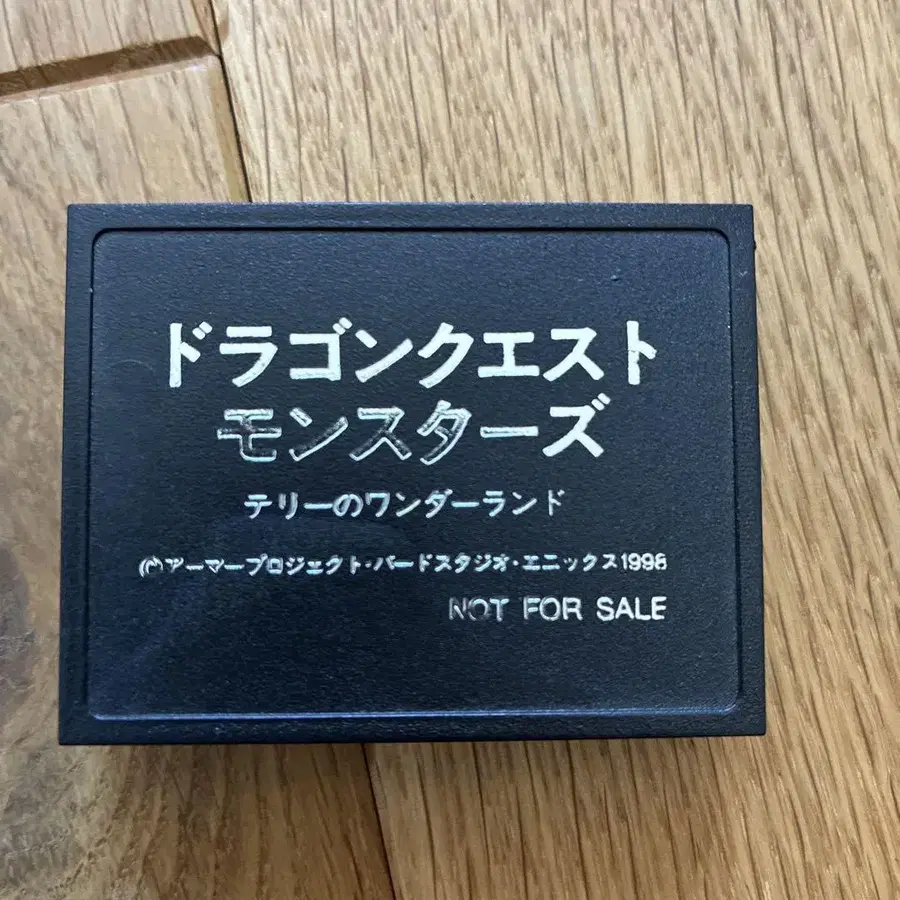 ドラゴンクエスト
モンスターズ
テリーのワンダーランド
©アーマープロジェクト・バードスタジオ・エニックス1998
NOT FOR SALE